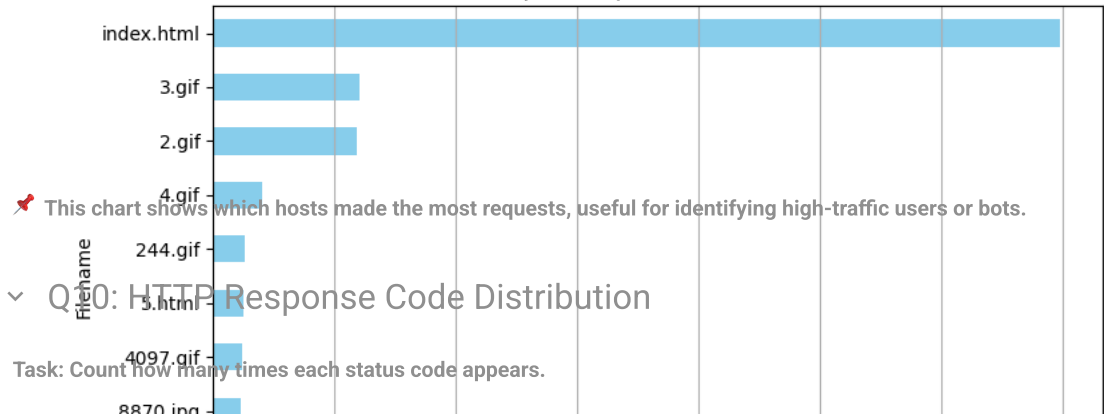 index.html
3.gif
2.gif
4.gif
This chart shows which hosts made the most requests, useful for identifying high-traffic users or bots.
244.gif
Filename
Q10: HTTP Response Code Distribution
5.html
4097.gif
Task: Count how many times each status code appears.
8870.jpg